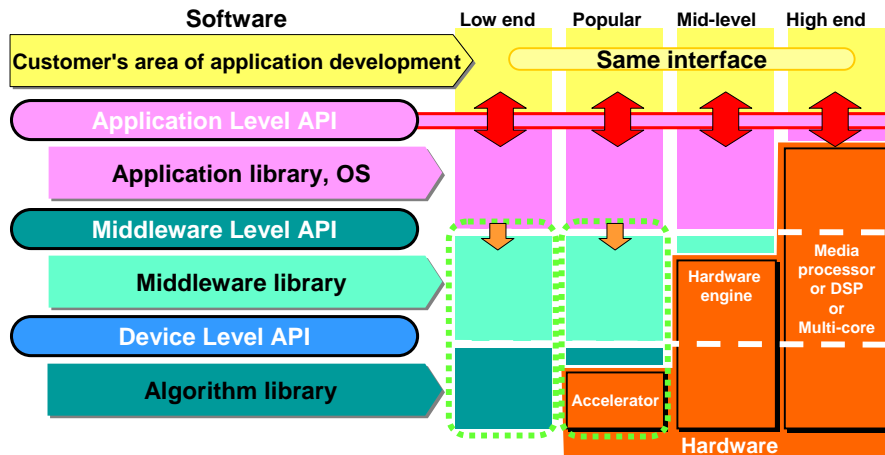 Software
Low end
Popular
Mid-level
High end
Customer's area of application development
Same interface
Application Level API
Application library, OS
Middleware Level API
Middleware library
Device Level API
Algorithm library
Hardware
engine
Media
processor
or DSP
or
Multi-core
Accelerator
Hardware